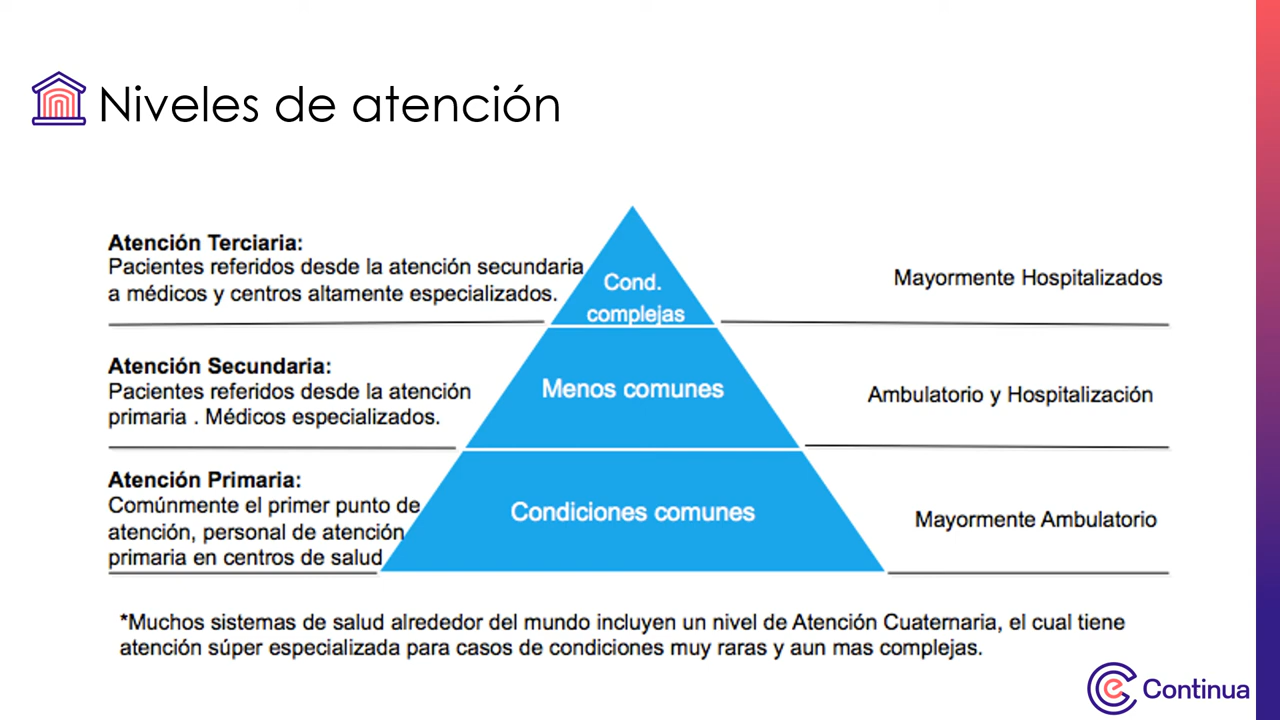 Niveles de atención
Atención Terciaria:
Pacientes referidos desde la atención secundaria
a médicos y centros altamente especializados.
Cond.
complejas
Mayormente Hospitalizados
Atención Secundaria:
Pacientes referidos desde la atención
primaria . Médicos especializados.
Menos comunes
Ambulatorio y Hospitalización
Atención Primaria:
Comúnmente el primer punto de
atención, personal de atención
primaria en centros de salud
Condiciones comunes
Mayormente Ambulatorio
*Muchos sistemas de salud alrededor del mundo incluyen un nivel de Atención Cuaternaria, el cual tiene
atención súper especializada para casos de condiciones muy raras y aun mas complejas.
e Continua